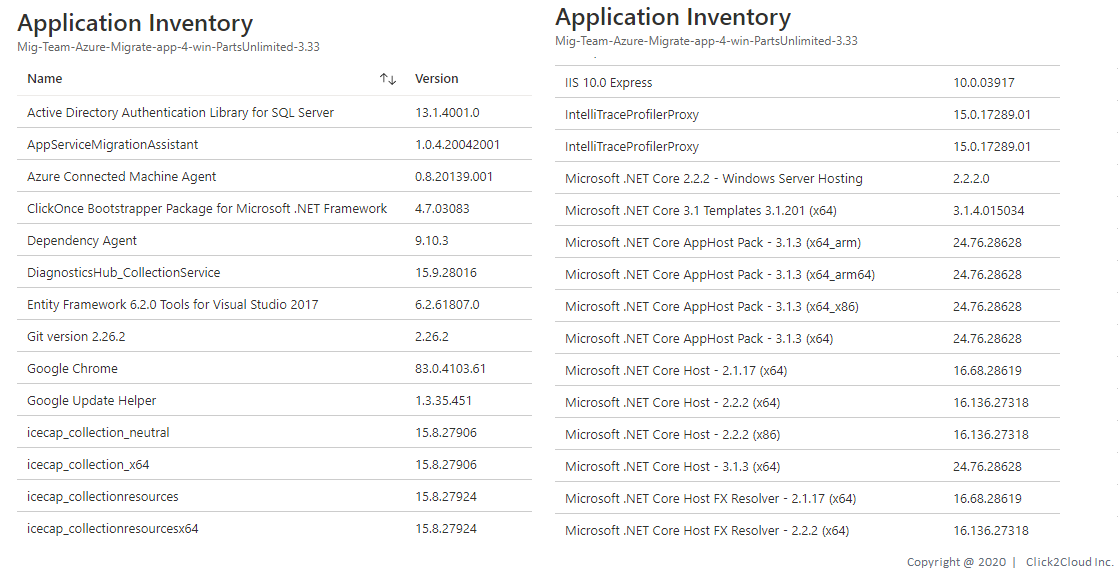 Application Inventory
Mig-Team-Azure-Migrate-app-4-win-PartsUnlimited-3.33
Name Version
Active Directory Authentication Library for SQL Server 13.1.4001.0
AppServiceMigrationAssistant 1.0.4.20042001
Azure Connected Machine Agent 0.8.20139.001
ClickOnce Bootstrapper Package for Microsoft .NET Framework 4.7.03083
Dependency Agent 9.10.3
DiagnosticsHub_CollectionService 15.9.28016
Entity Framework 6.2.0 Tools for Visual Studio 2017 6.2.61807.0
Git version 2.26.2 2.26.2
Google Chrome 83.0.4103.61
Google Update Helper 1.3.35.451
icecap_collection_neutral 15.8.27906
icecap_collection_x64 15.8.27906
icecap_collectionresources 15.8.27924
icecap_collectionresourcesx64 15.8.27924
Application Inventory
Mig-Team-Azure-Migrate-app-4-win-PartsUnlimited-3.33
IIS 10.0 Express 10.0.03917
IntelliTraceProfilerProxy 15.0.17289.01
IntelliTraceProfilerProxy 15.0.17289.01
Microsoft .NET Core 2.2.2 - Windows Server Hosting 2.2.2.0
Microsoft .NET Core 3.1 Templates 3.1.201 (x64) 3.1.4.015034
Microsoft .NET Core AppHost Pack - 3.1.3 (x64_arm) 24.76.28628
Microsoft .NET Core AppHost Pack - 3.1.3 (x64_arm64) 24.76.28628
Microsoft .NET Core AppHost Pack - 3.1.3 (x64_x86) 24.76.28628
Microsoft .NET Core AppHost Pack - 3.1.3 (x64) 24.76.28628
Microsoft .NET Core Host - 2.1.17 (x64) 16.68.28619
Microsoft .NET Core Host - 2.2.2 (x64) 16.136.27318
Microsoft .NET Core Host - 2.2.2 (x86) 16.136.27318
Microsoft .NET Core Host - 3.1.3 (x64) 24.76.28628
Microsoft .NET Core Host FX Resolver - 2.1.17 (x64) 16.68.28619
Microsoft .NET Core Host FX Resolver - 2.2.2 (x64) 16.136.27318
Copyright @ 2020 | Click2Cloud Inc.